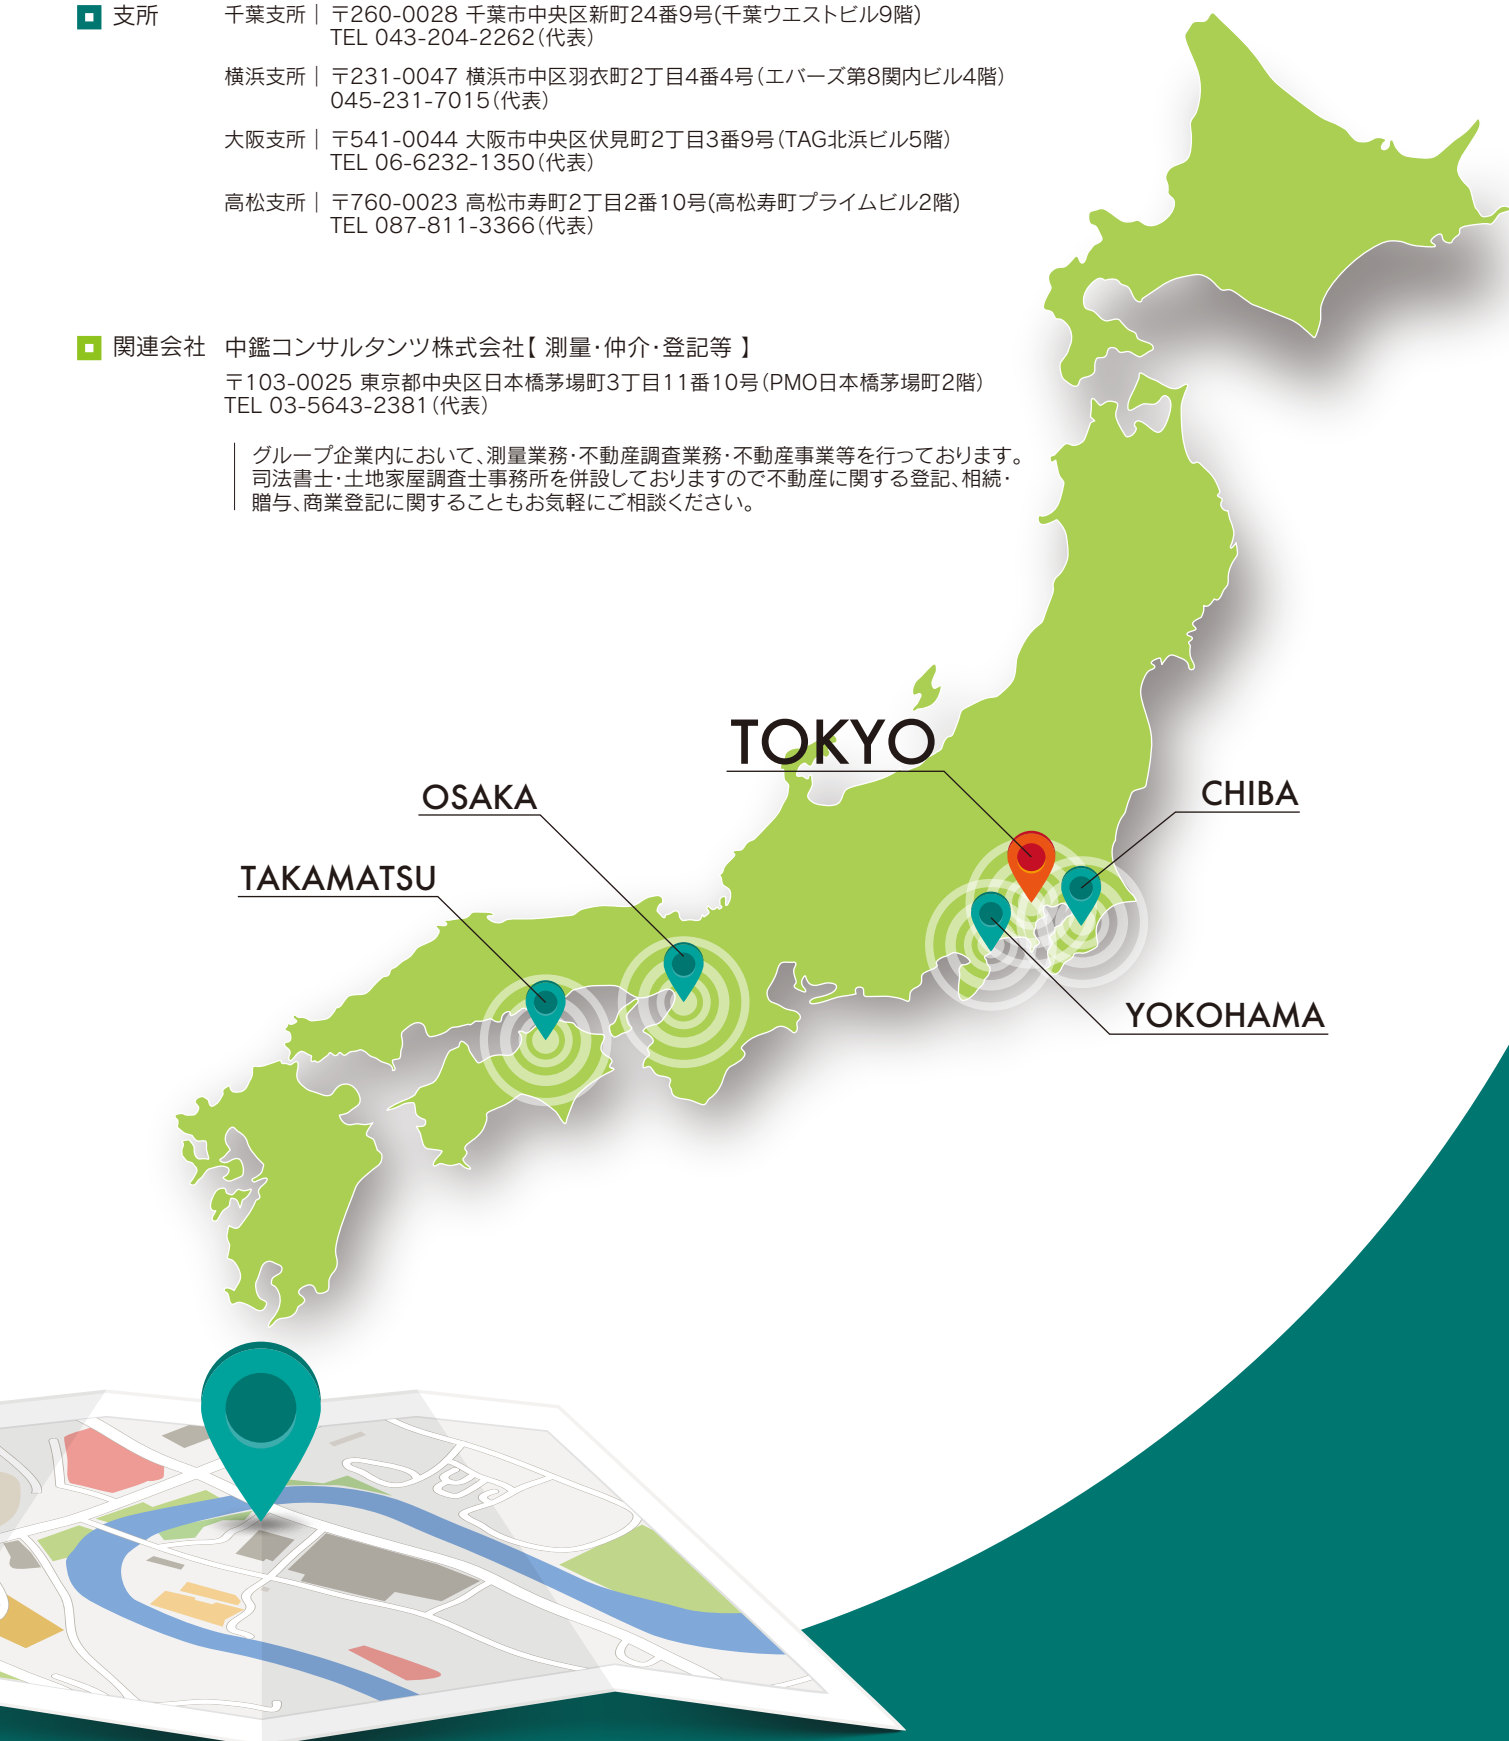 支所 千葉支所｜〒260-0028 千葉市中央区新町24番9号(千葉ウエストビル9階)
TEL 043-204-2262(代表)
横浜支所｜〒231-0047 横浜市中区羽衣町2丁目4番4号(エバーズ第8関内ビル4階)
045-231-7015(代表)
大阪支所｜〒541-0044 大阪市中央区伏見町2丁目3番9号(TAG北浜ビル5階)
TEL 06-6232-1350(代表)
高松支所｜〒760-0023 高松市寿町2丁目2番10号(高松寿町プライムビル2階)
TEL 087-811-3366(代表)
関連会社 中鑑コンサルタンツ株式会社【 測量・仲介・登記等 】
〒103-0025 東京都中央区日本橋茅場町3丁目11番10号(PMO日本橋茅場町2階)
TEL 03-5643-2381(代表)
グループ企業内において、測量業務・不動産調査業務・不動産事業等を行っております。
司法書士・土地家屋調査士事務所を併設しておりますので不動産に関する登記、相続・
贈与、商業登記に関することもお気軽にご相談ください。
TOKYO
OSAKA
CHIBA
TAKAMATSU
YOKOHAMA